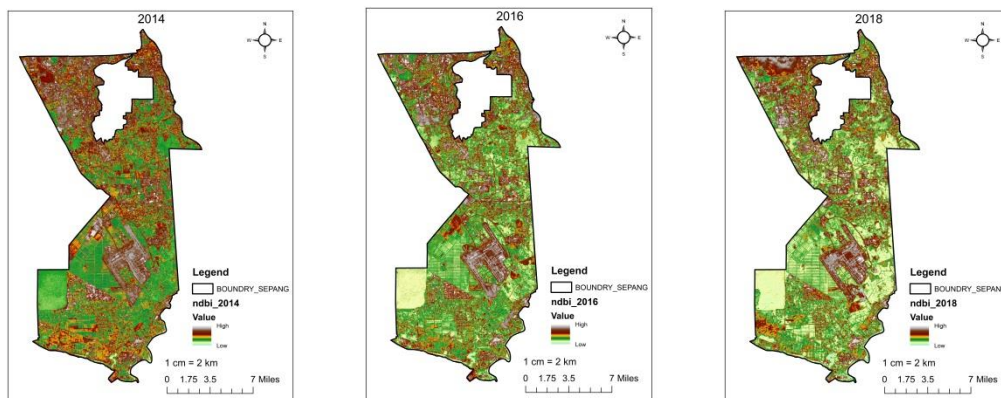 2014
N
W E
S
Legend
BOUNDRY_SEPANG
ndbi_2014
Value
High
Low
1 cm = 2 km
0 1.75 3.5 7 Miles
2016
N
W E
S
Legend
BOUNDRY_SEPANG
ndbi_2016
Value
High
Low
1 cm = 2 km
0 1.75 3.5 7 Miles
2018
N
W E
S
Legend
BOUNDRY_SEPAN
ndbi_2018
Value
High
Low
1 cm = 2 km
0 1.75 3.5 7 Miles